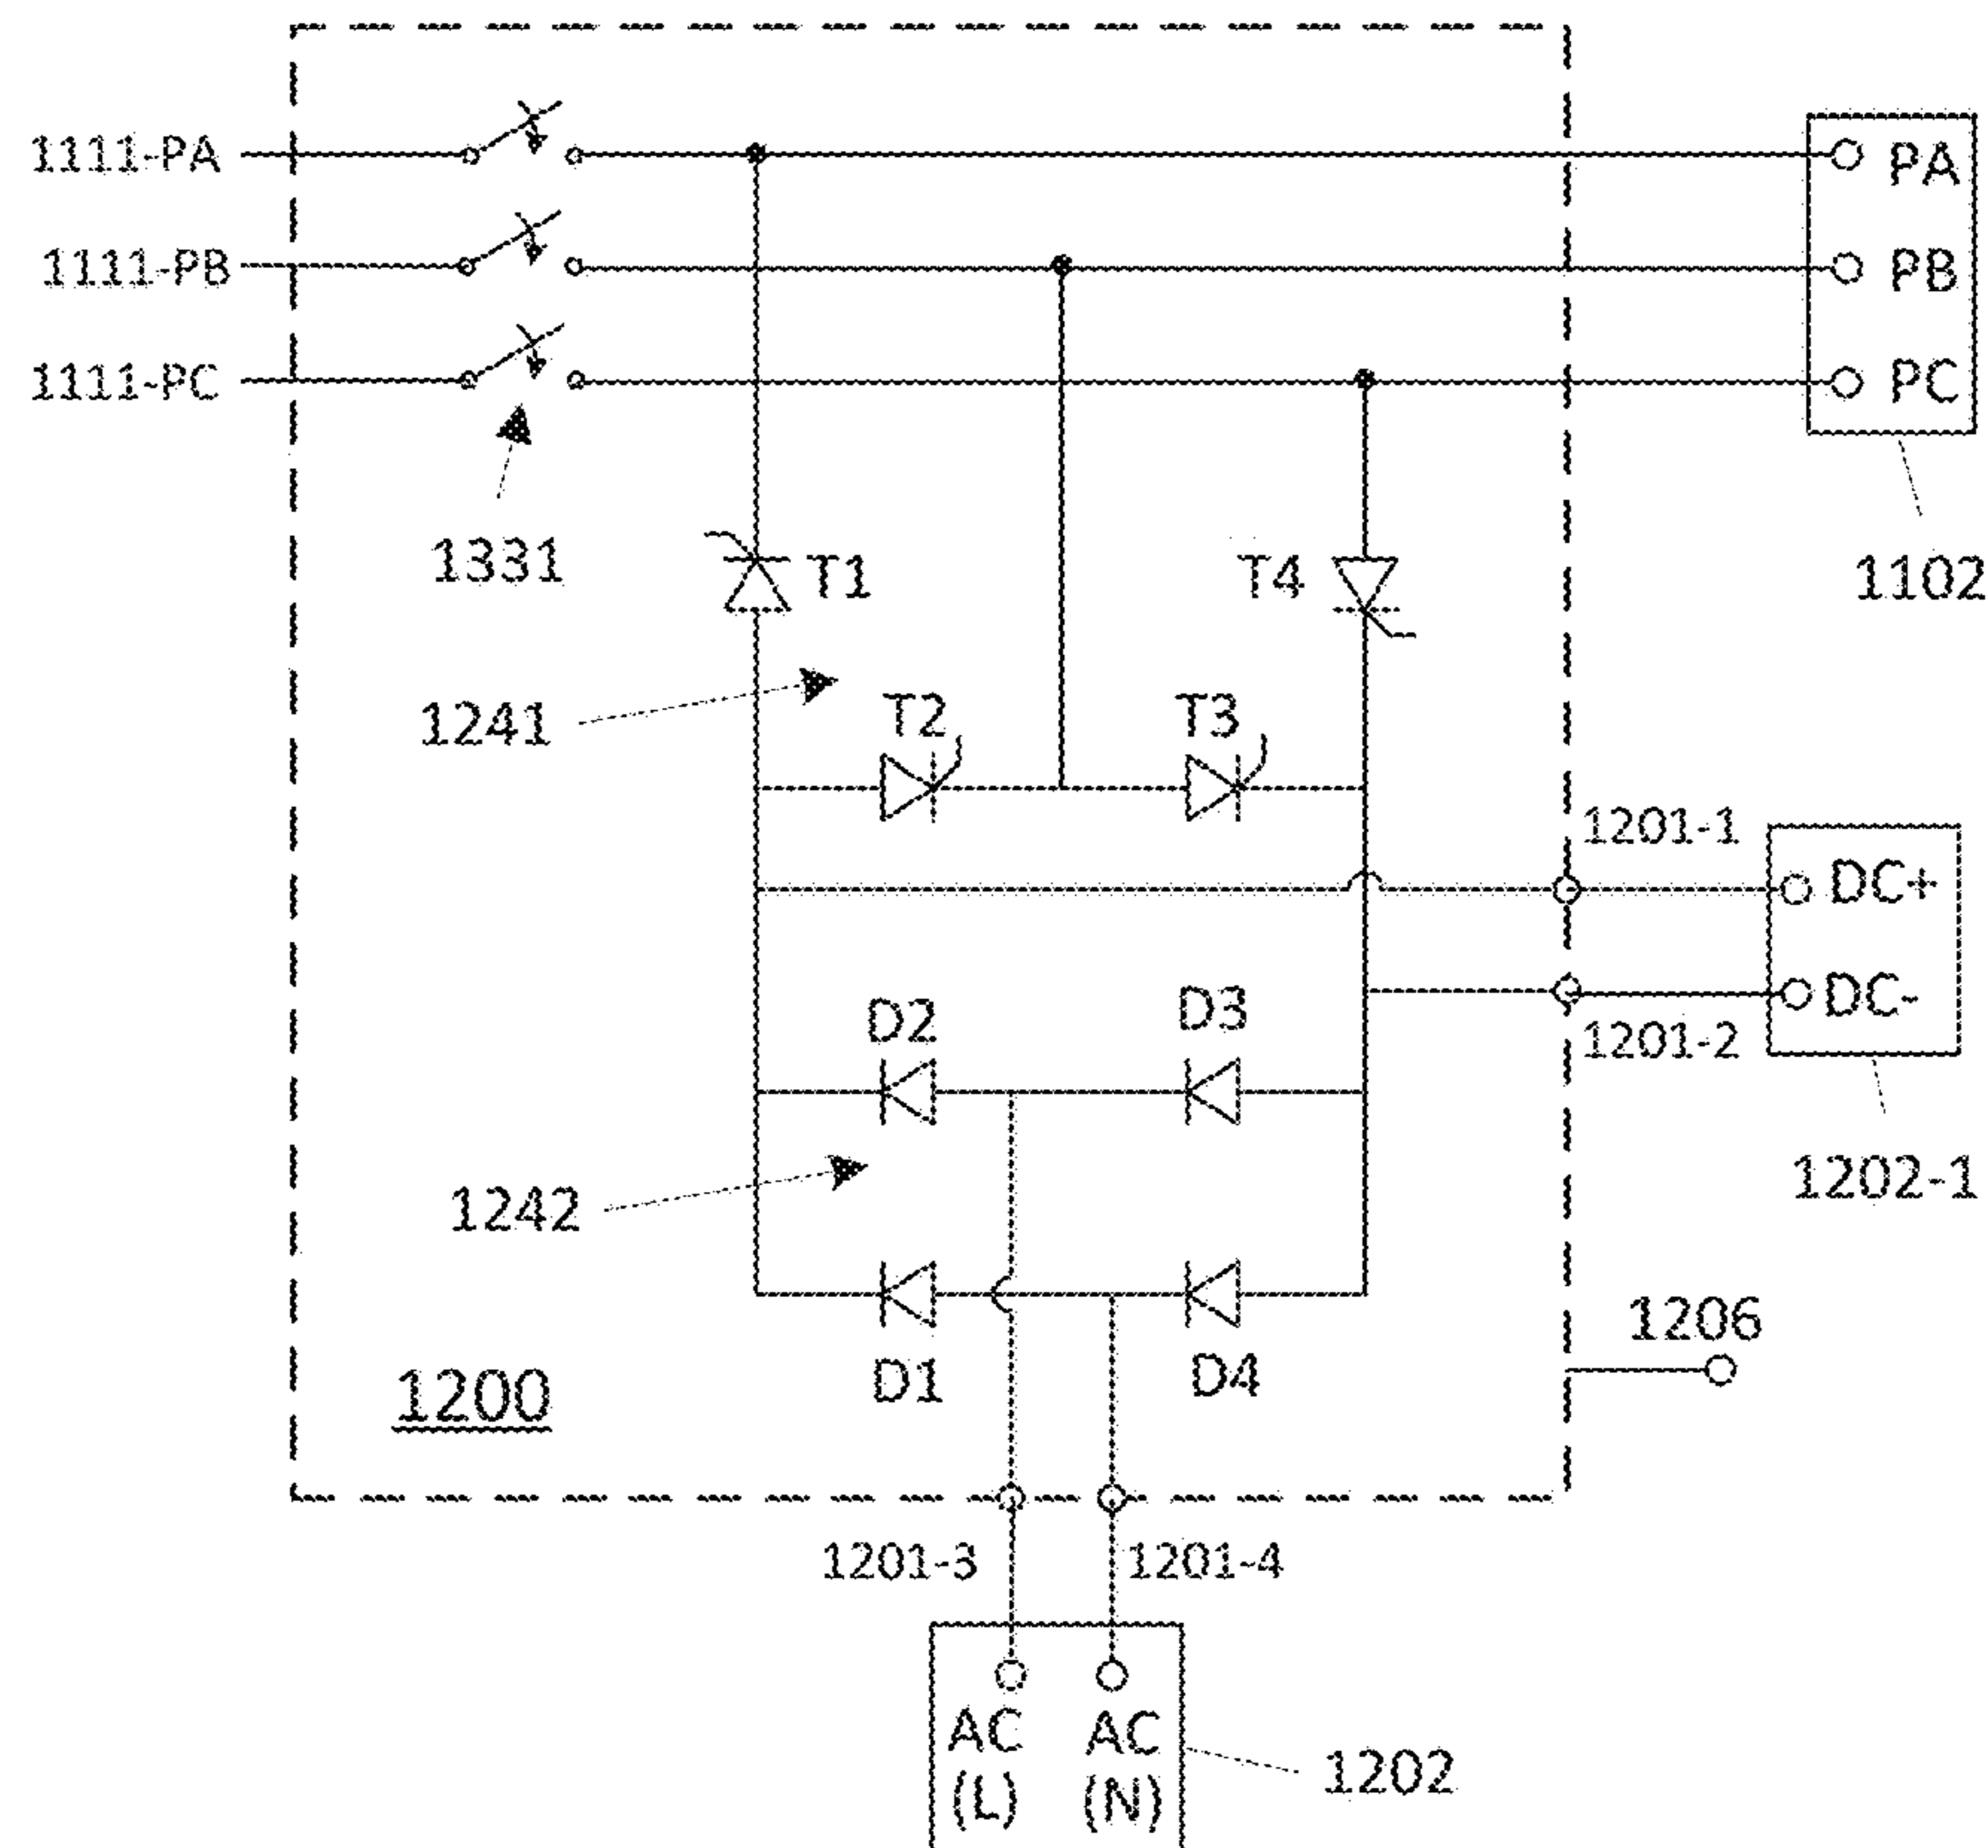 1111-PA
PA
1111-PB
PB
1111-PC
PC
1331
T1
T4
1102
1241
T2
T3
1201-1
DC+
D2
D3
DC-
1201-2
1242
1202-1
1206
D1
D4
1200
1201-3
1201-4
AC
(L)
AC
(N)
1202